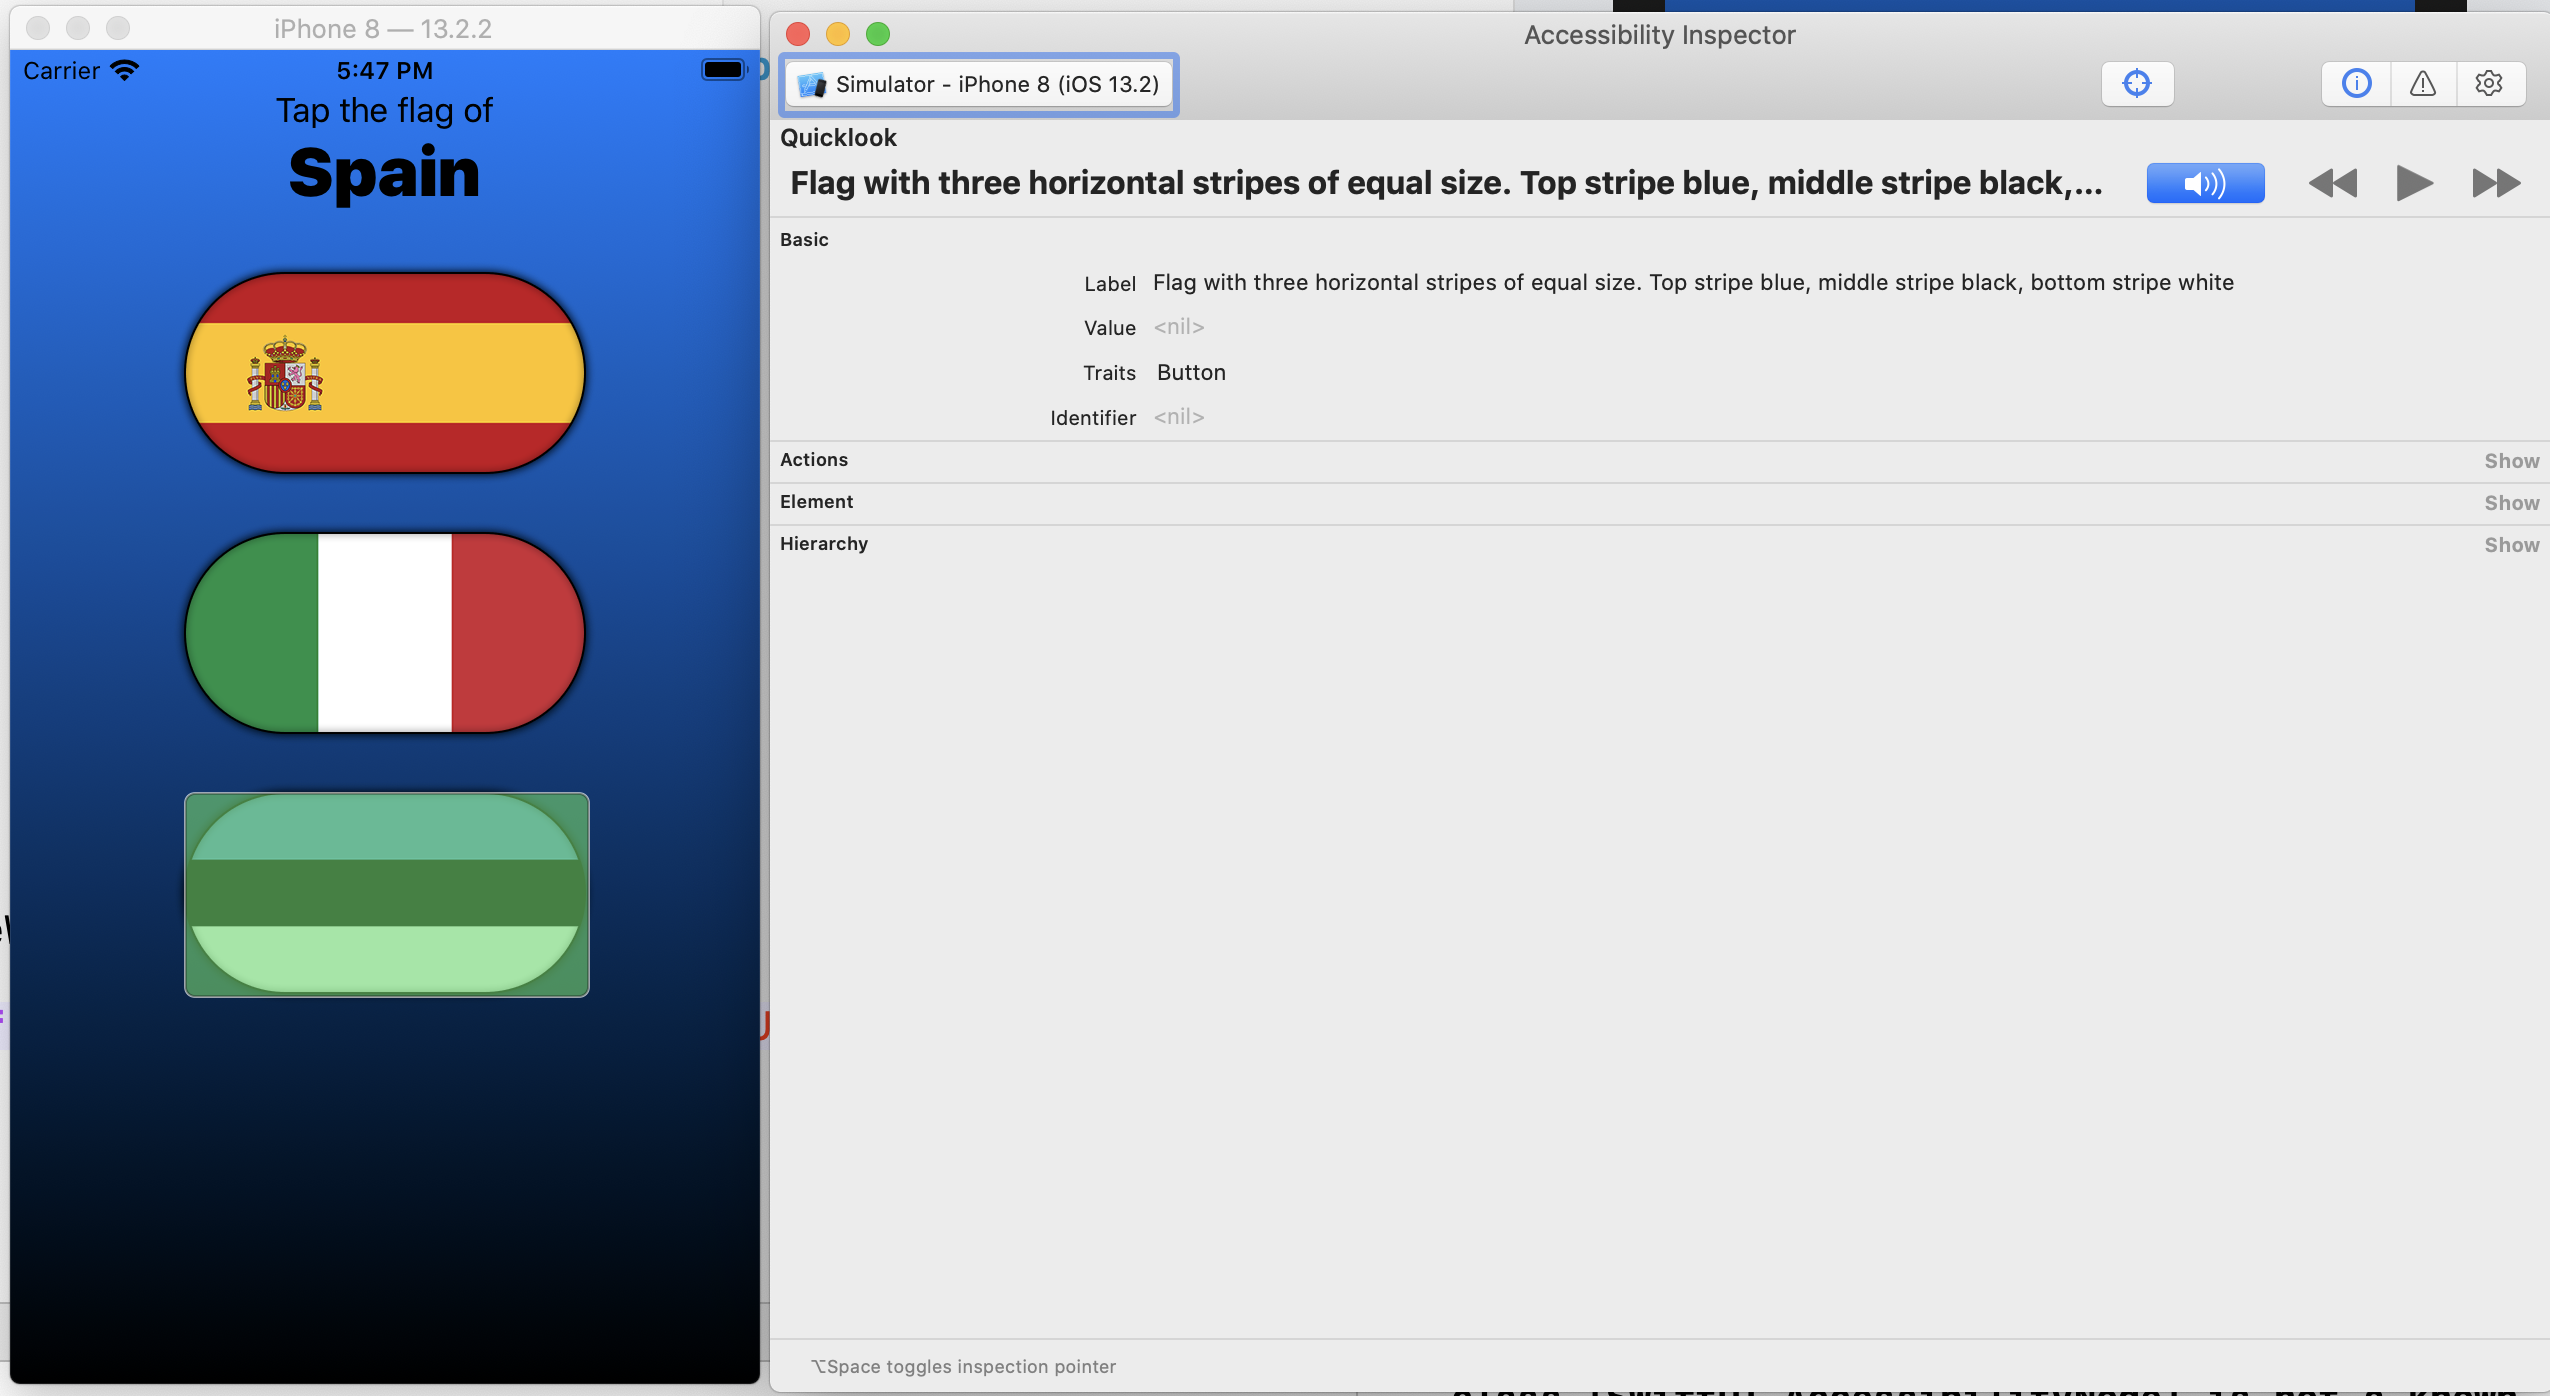 iPhone 8 — 13.2.2
Carrier
5:47 PM
Tap the flag of
Spain
Accessibility Inspector
Simulator - iPhone 8 (iOS 13.2)
Quicklook
Flag with three horizontal stripes of equal size. Top stripe blue, middle stripe black,...
Basic
Label Flag with three horizontal stripes of equal size. Top stripe blue, middle stripe black, bottom stripe white
Value <nil>
Traits Button
Identifier <nil>
Actions Show
Element Show
Hierarchy Show
⌥Space toggles inspection pointer